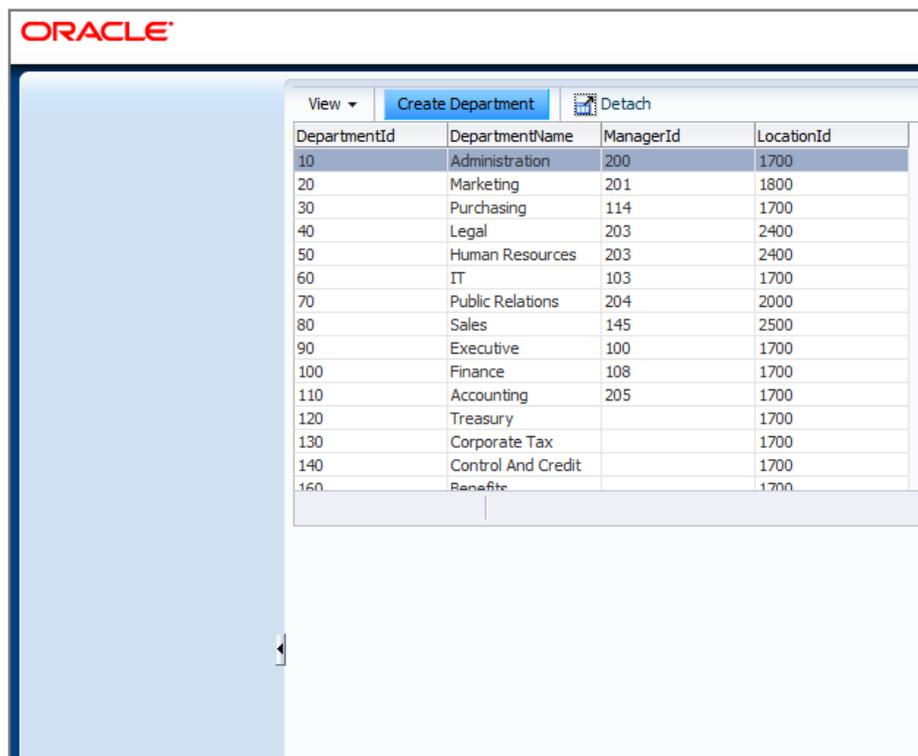 ORACLE
View Create Department Detach
DepartmentId DepartmentName ManagerId LocationId
10 Administration 200 1700
20 Marketing 201 1800
30 Purchasing 114 1700
40 Legal 203 2400
50 Human Resources 203 2400
60 IT 103 1700
70 Public Relations 204 2000
80 Sales 145 2500
90 Executive 100 1700
100 Finance 108 1700
110 Accounting 205 1700
120 Treasury 1700
130 Corporate Tax 1700
140 Control And Credit 1700
160 Benefits 1700